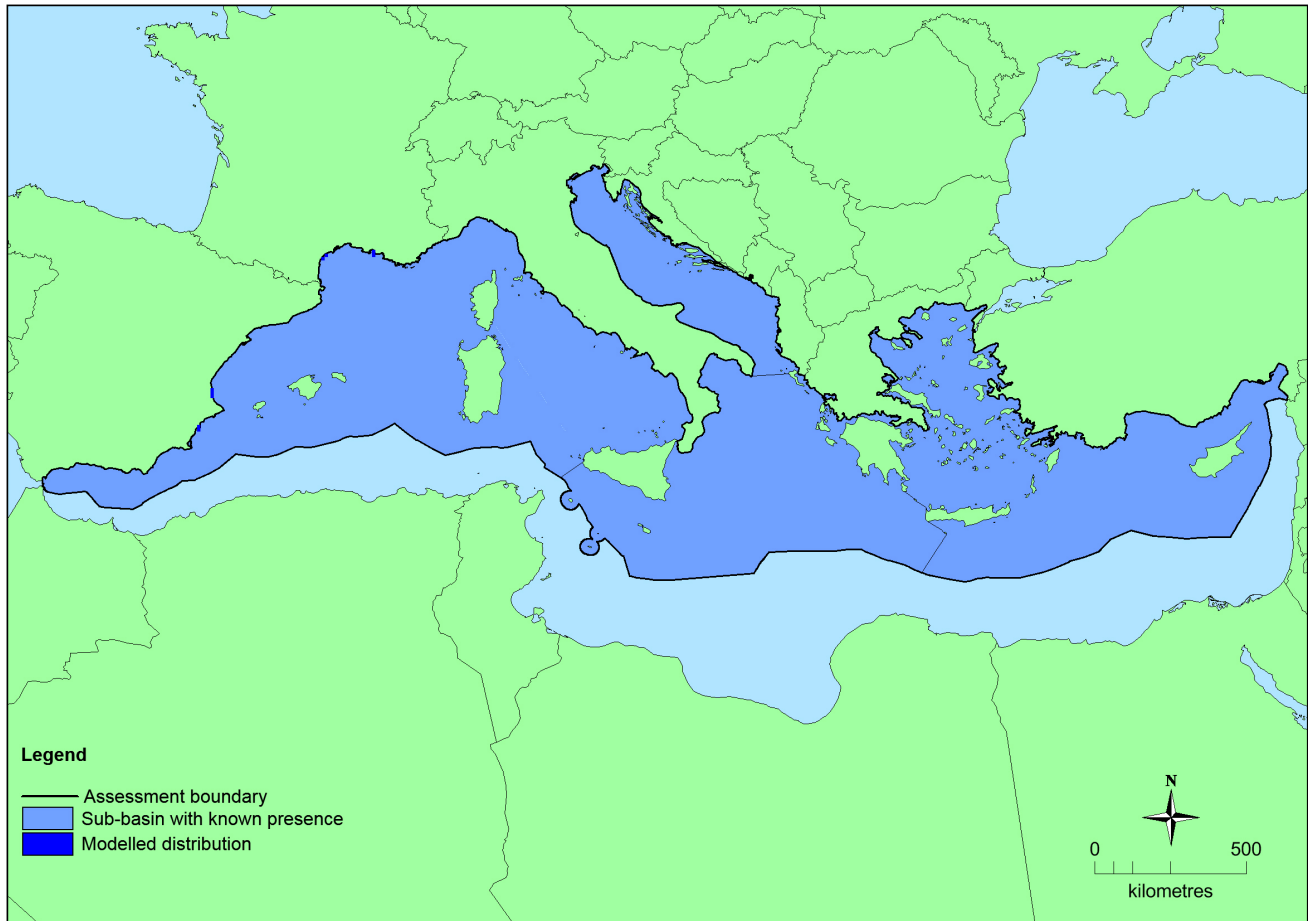 Legend
Assessment boundary
Sub-basin with known presence
Modelled distribution
N
0 500
kilometres